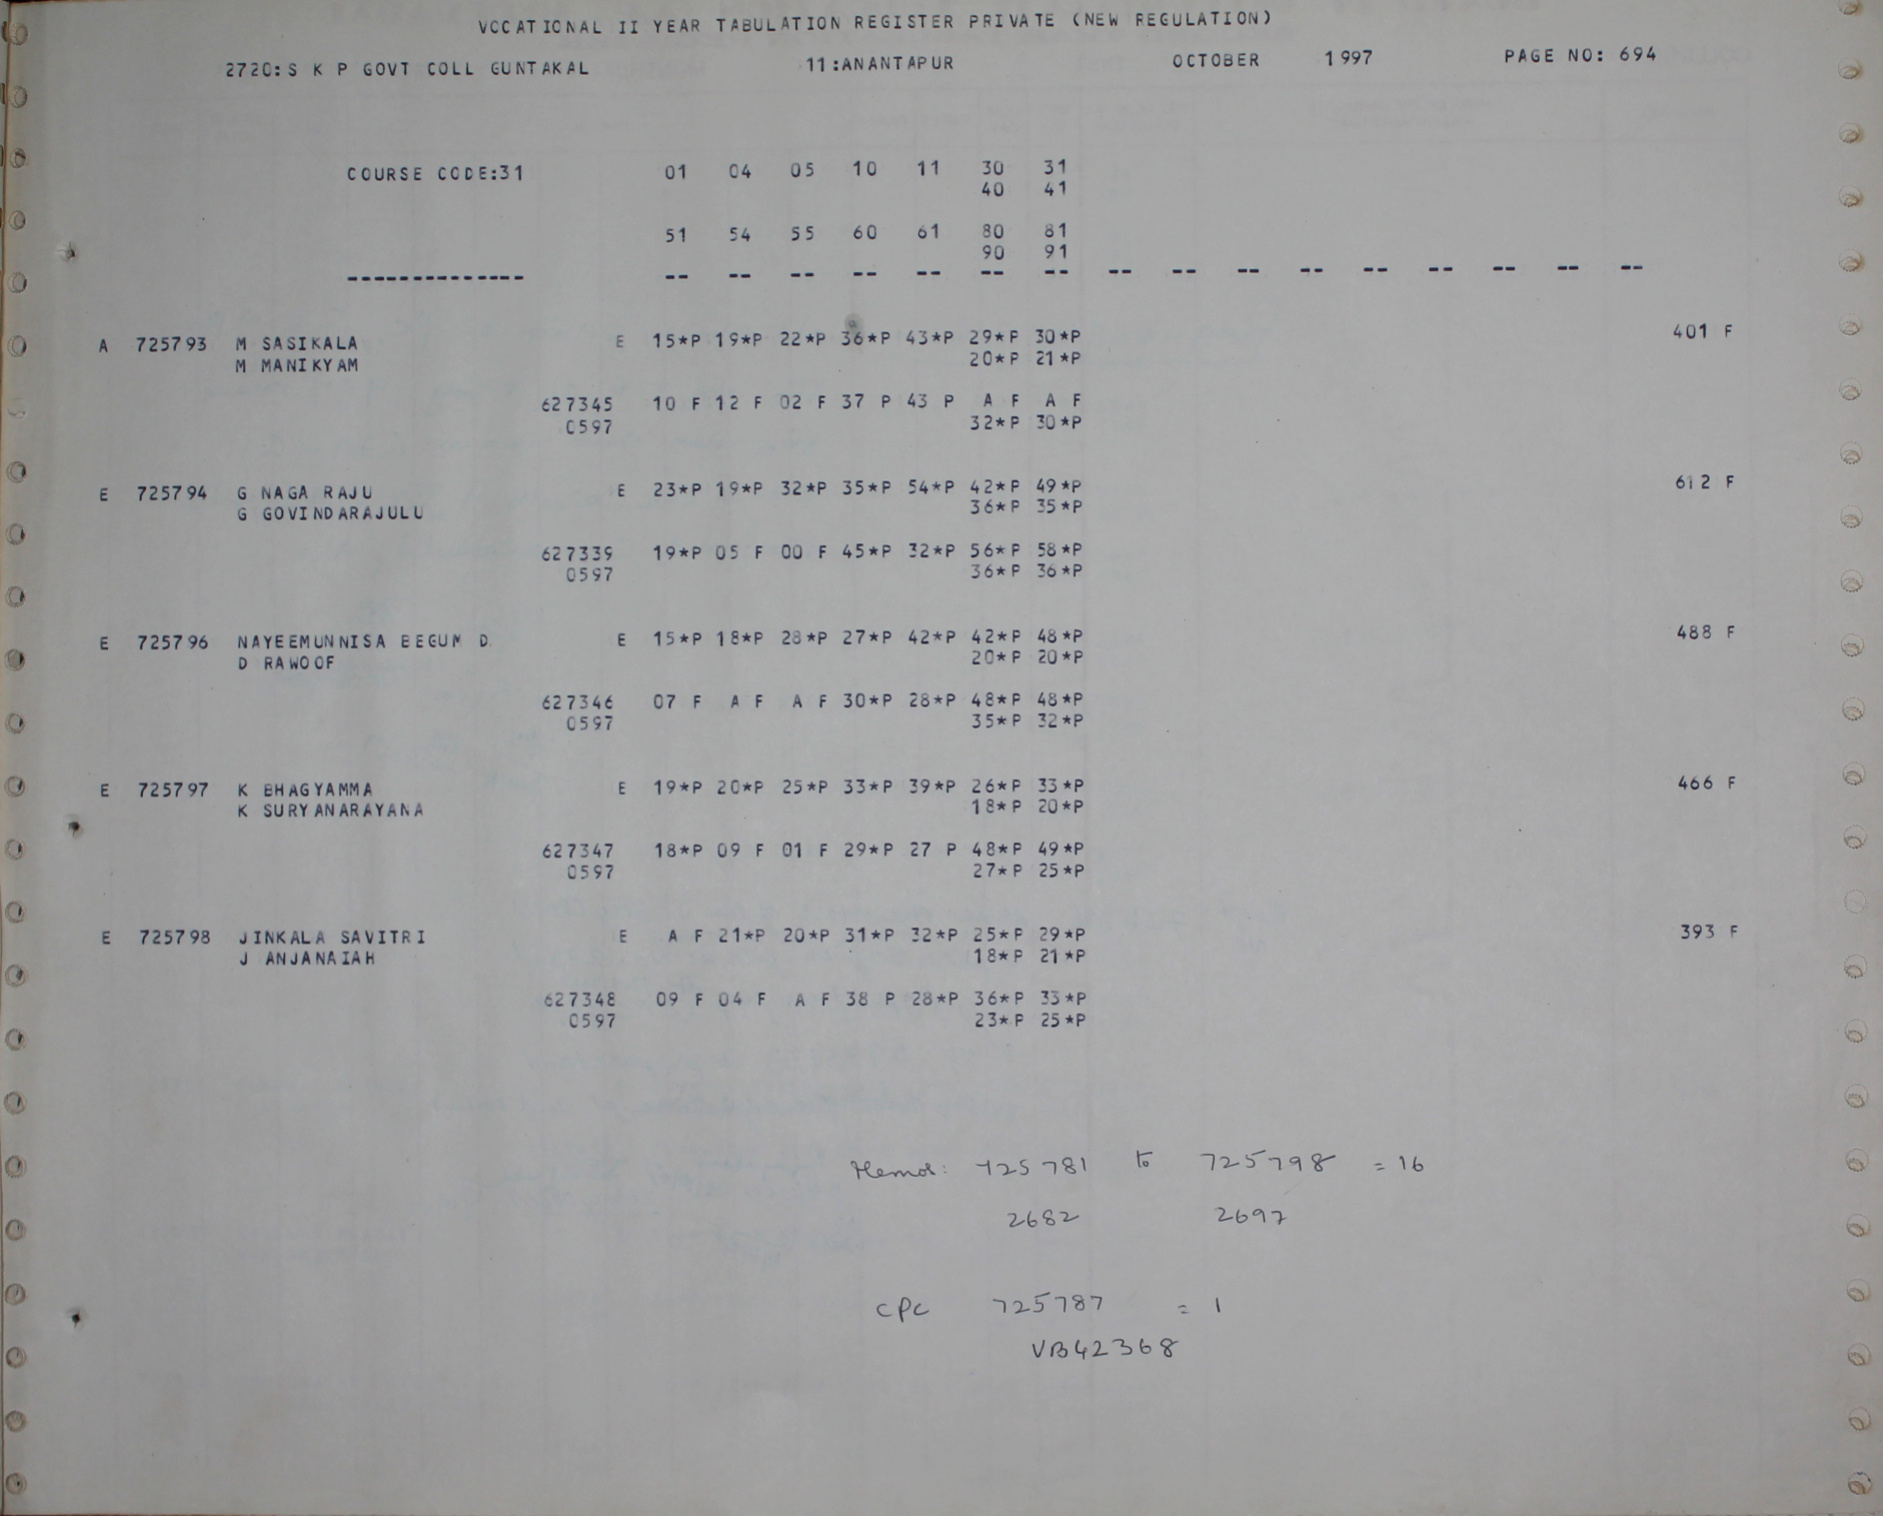 VCCATIONAL II YEAR TABULATION REGISTER PRIVATE (NEW REGULATION)
2720:S K P GOVT COLL GUNTAKAL 11:ANANTAPUR OCTOBER 1997 PAGE NO: 694
COURSE CODE:31 01 04 05 10 11 30 31
40 41
51 54 55 60 61 80 81
90 91
-------------- -- -- -- -- -- -- -- -- -- -- -- -- -- -- -- --
A 725793 M SASIKALA E 15*P 19*P 22*P 36*P 43*P 29*P 30*P 401 F
M MANIKYAM 20*P 21*P
627345 10 F 12 F 02 F 37 P 43 P A F A F
0597 32*P 30*P
E 725794 G NAGA RAJU E 23*P 19*P 32*P 35*P 54*P 42*P 49*P 612 F
G GOVINDARAJULU 36*P 35*P
627339 19*P 05 F 00 F 45*P 32*P 56*P 58*P
0597 36*P 36*P
E 725796 NAYEEMUNNISA BEGUM D E 15*P 18*P 28*P 27*P 42*P 42*P 48*P 488 F
D RAWOOF 20*P 20*P
627346 07 F A F A F 30*P 28*P 48*P 48*P
0597 35*P 32*P
E 725797 K BHAGYAMMA E 19*P 20*P 25*P 33*P 39*P 26*P 33*P 466 F
K SURYANARAYANA 18*P 20*P
627347 18*P 09 F 01 F 29*P 27 P 48*P 49*P
0597 27*P 25*P
E 725798 JINKALA SAVITRI E A F 21*P 20*P 31*P 32*P 25*P 29*P 393 F
J ANJANAIAH 18*P 21*P
627348 09 F 04 F A F 38 P 28*P 36*P 33*P
0597 23*P 25*P
725781 to 725798 = 16
2682 2697
CPC 725787 = 1
VB42368